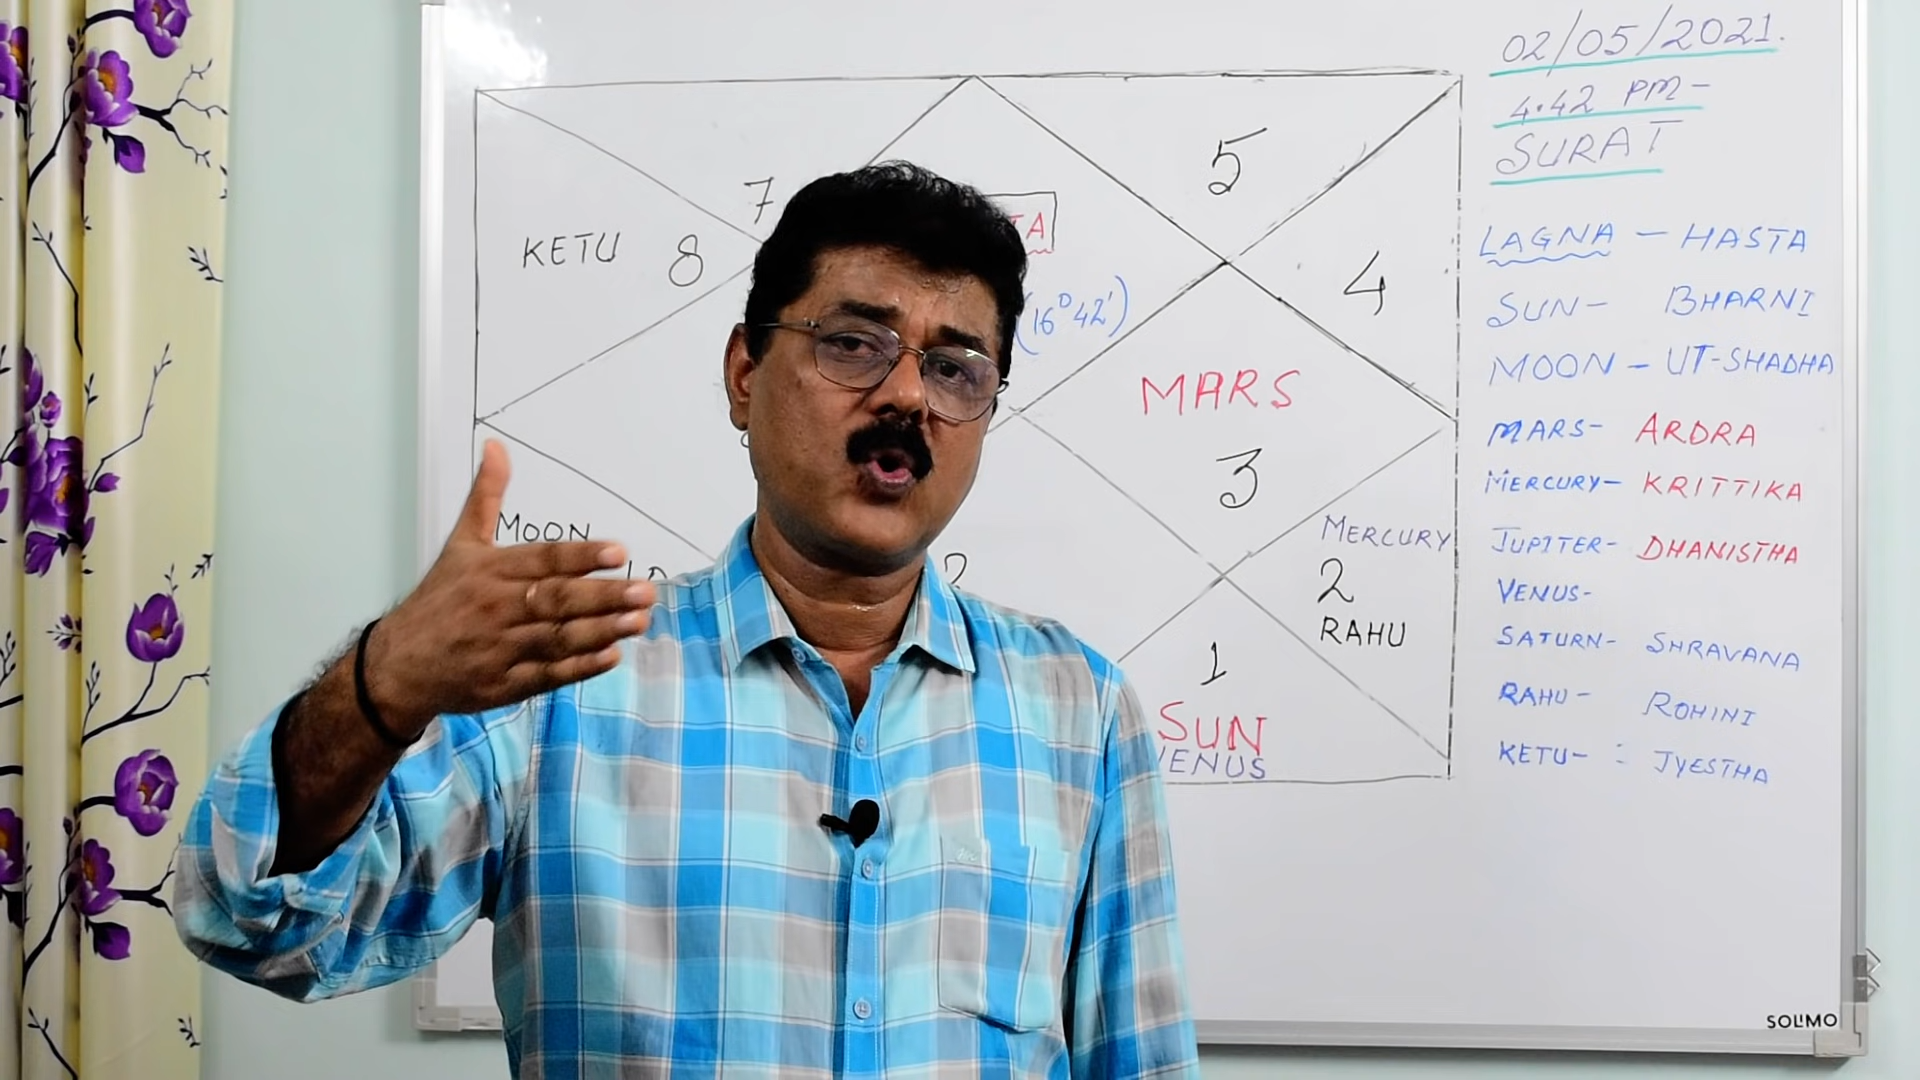 02/05/2021.
4.42 PM-
SURAT
5
7
KETU 8
(16°42')
4
LAGNA - HASTA
SUN- BHARNI
MOON - UT-SHADHA
MARS
3
MARS- ARDRA
MERCURY- KRITTIKA
MOON
MERCURY
JUPITER- DHANISTHA
2
RAHU
VENUS-
1
SUN
SATURN- SHRAVANA
RAHU- ROHINI
KETU- : JYESTHA
SOLIMO